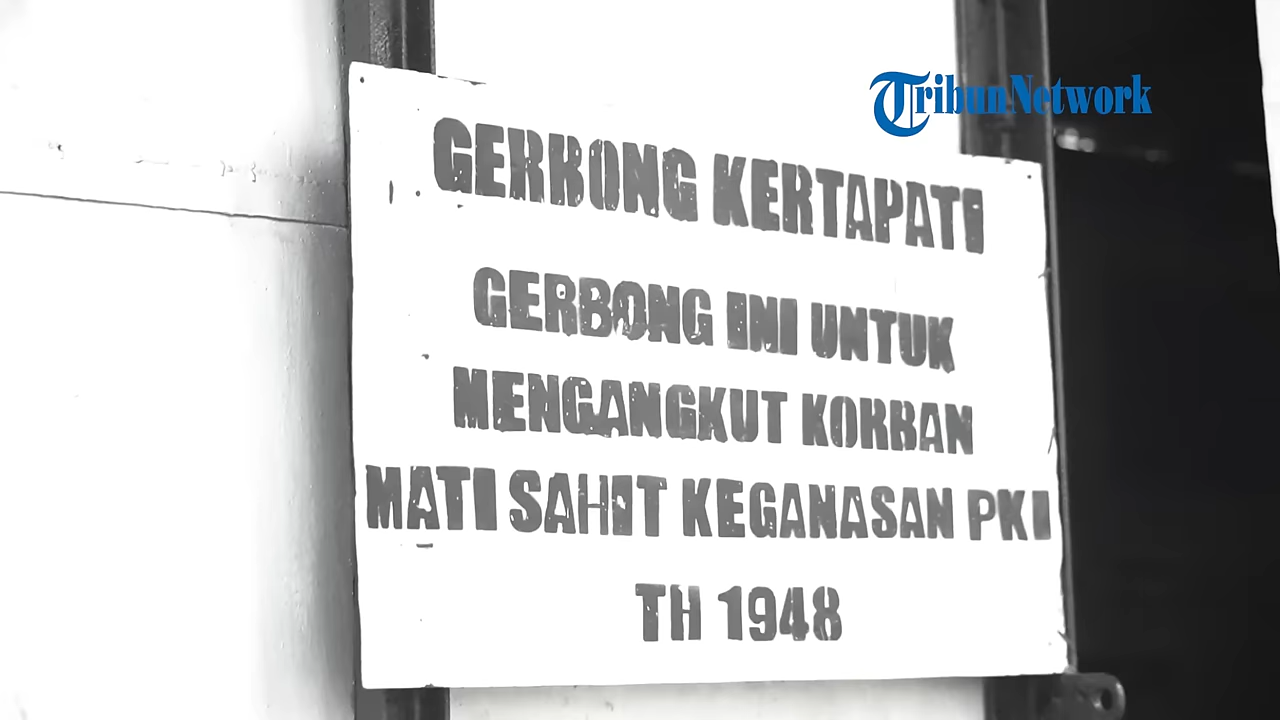 TribunNetwork
GERBONG KERTAPATI
GERBONG INI UNTUK
MENGANGKUT KORBAN
MATI SAHIT KEGANASAN PKI
TH 1948